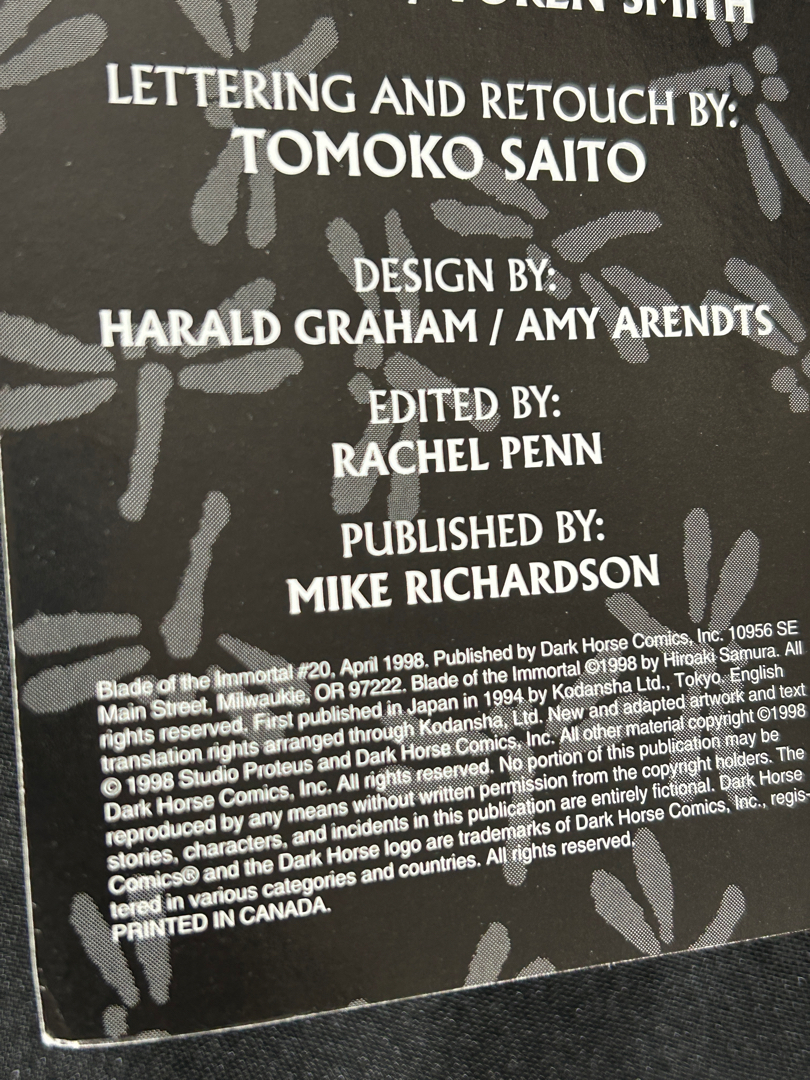 / TOREN SMITH
LETTERING AND RETOUCH BY:
TOMOKO SAITO
DESIGN BY:
HARALD GRAHAM / AMY ARENDTS
EDITED BY:
RACHEL PENN
PUBLISHED BY:
MIKE RICHARDSON
Blade of the Immortal #20, April 1998. Published by Dark Horse Comics, Inc. 10956 SE
Main Street, Milwaukie, OR 97222. Blade of the Immortal ©1998 by Hiroaki Samura. All
rights reserved. First published in Japan in 1994 by Kodansha Ltd., Tokyo. English
translation rights arranged through Kodansha, Ltd. New and adapted artwork and text
© 1998 Studio Proteus and Dark Horse Comics, Inc. All other material copyright ©1998
Dark Horse Comics, Inc. All rights reserved. No portion of this publication may be
reproduced by any means without written permission from the copyright holders. The
stories, characters, and incidents in this publication are entirely fictional. Dark Horse
Comics® and the Dark Horse logo are trademarks of Dark Horse Comics, Inc., regis-
tered in various categories and countries. All rights reserved.
PRINTED IN CANADA.